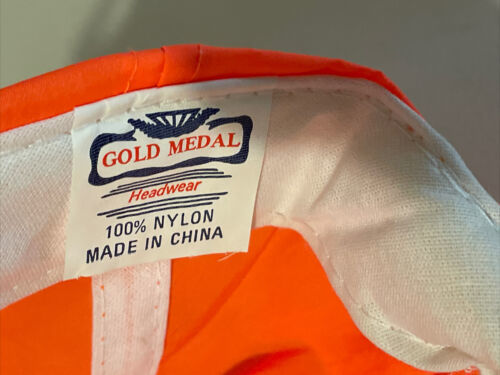 GOLD MEDAL
Headwear
100% NYLON
MADE IN CHINA